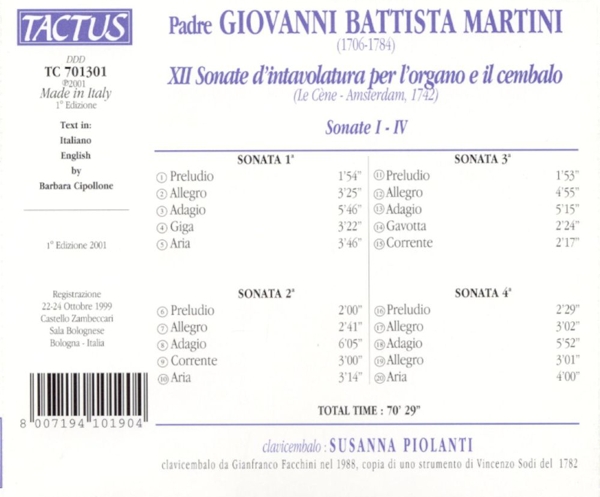 TACTUS
DDD
TC 701301
℗2001
Made in Italy
1° Edizione
Text in:
Italiano
English
by
Barbara Cipollone
1° Edizione 2001
Registrazione
22-24 Ottobre 1999
Castello Zambeccari
Sala Bolognese
Bologna - Italia
8 007194 101904
Padre GIOVANNI BATTISTA MARTINI
(1706-1784)
XII Sonate d'intavolatura per l'organo e il cembalo
(Le Cène - Amsterdam, 1742)
Sonate I - IV
SONATA 1ª
① Preludio 1'54"
② Allegro 3'25"
③ Adagio 5'46"
④ Giga 3'22"
⑤ Aria 3'46"
SONATA 2ª
⑥ Preludio 2'00"
⑦ Allegro 2'41"
⑧ Adagio 6'05"
⑨ Corrente 3'00"
⑩ Aria 3'14"
SONATA 3ª
⑪ Preludio 1'53"
⑫ Allegro 4'55"
⑬ Adagio 5'15"
⑭ Gavotta 2'24"
⑮ Corrente 2'17"
SONATA 4ª
⑯ Preludio 2'29"
⑰ Allegro 3'02"
⑱ Adagio 5'52"
⑲ Allegro 3'01"
⑳ Aria 4'00"
TOTAL TIME : 70' 29"
clavicembalo : SUSANNA PIOLANTI
clavicembalo da Gianfranco Facchini nel 1988, copia di uno strumento di Vincenzo Sodi del 1782